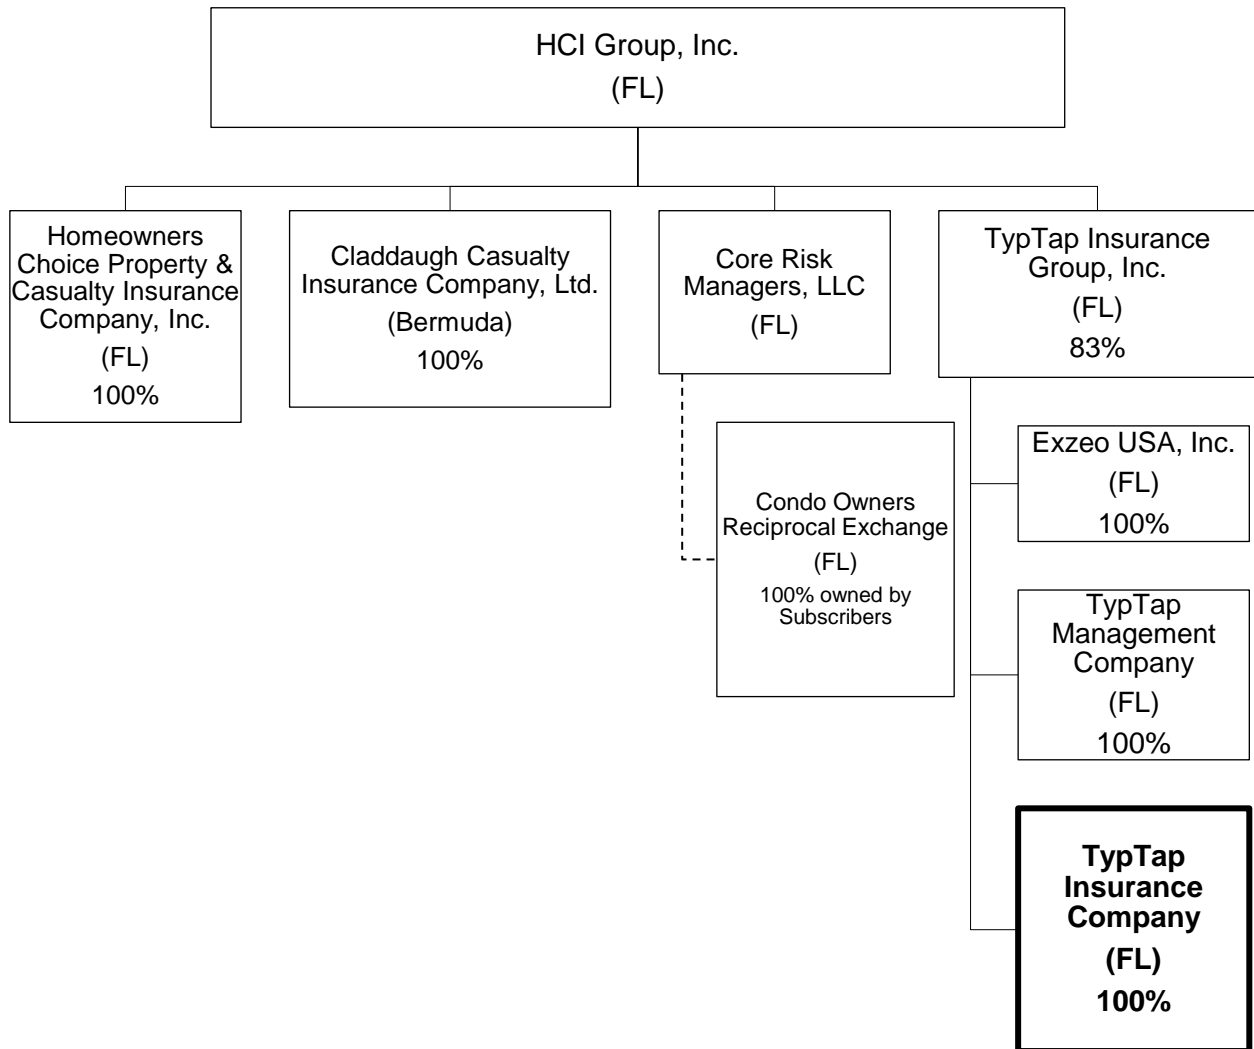 HCI Group, Inc.
(FL)
Homeowners
Choice Property &
Casualty Insurance
Company, Inc.
(FL)
100%
Claddaugh Casualty
Insurance Company, Ltd.
(Bermuda)
100%
Core Risk
Managers, LLC
(FL)
TypTap Insurance
Group, Inc.
(FL)
83%
Condo Owners
Reciprocal Exchange
(FL)
100% owned by
Subscribers
Exzeo USA, Inc.
(FL)
100%
TypTap
Management
Company
(FL)
100%
TypTap
Insurance
Company
(FL)
100%